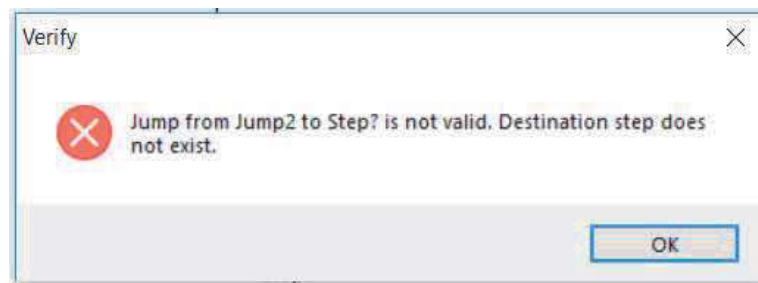 Verify
Jump from Jump2 to Step? is not valid. Destination step does
not exist.
OK